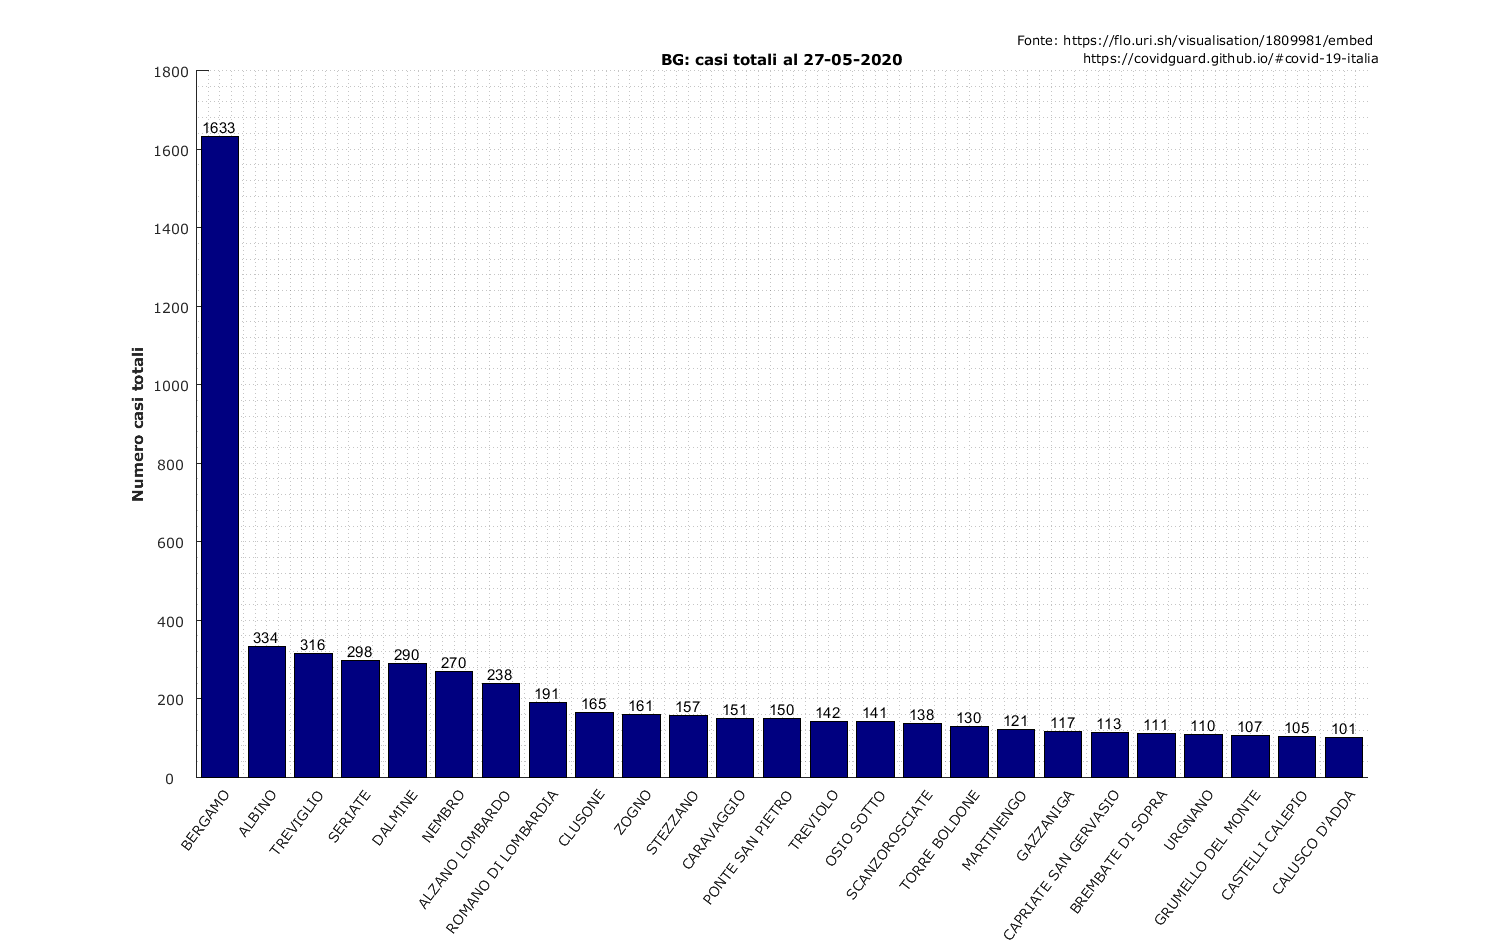 Fonte: https://flo.uri.sh/visualisation/1809981/embed
https://covidguard.github.io/#covid-19-italia
BG: casi totali al 27-05-2020
Numero casi totali
1800
1600
1400
1200
1000
800
600
400
200
0
1633
334
316
298
290
270
238
191
165
161
157
151
150
142
141
138
130
121
117
113
111
110
107
105
101
BERGAMO
ALBINO
TREVIGLIO
SERIATE
DALMINE
NEMBRO
ALZANO LOMBARDO
ROMANO DI LOMBARDIA
CLUSONE
ZOGNO
STEZZANO
CARAVAGGIO
PONTE SAN PIETRO
TREVIOLO
OSIO SOTTO
SCANZOROSCIATE
TORRE BOLDONE
MARTINENGO
GAZZANIGA
CAPRIATE SAN GERVASIO
BREMBATE DI SOPRA
URGNANO
GRUMELLO DEL MONTE
CASTELLI CALEPIO
CALUSCO D'ADDA